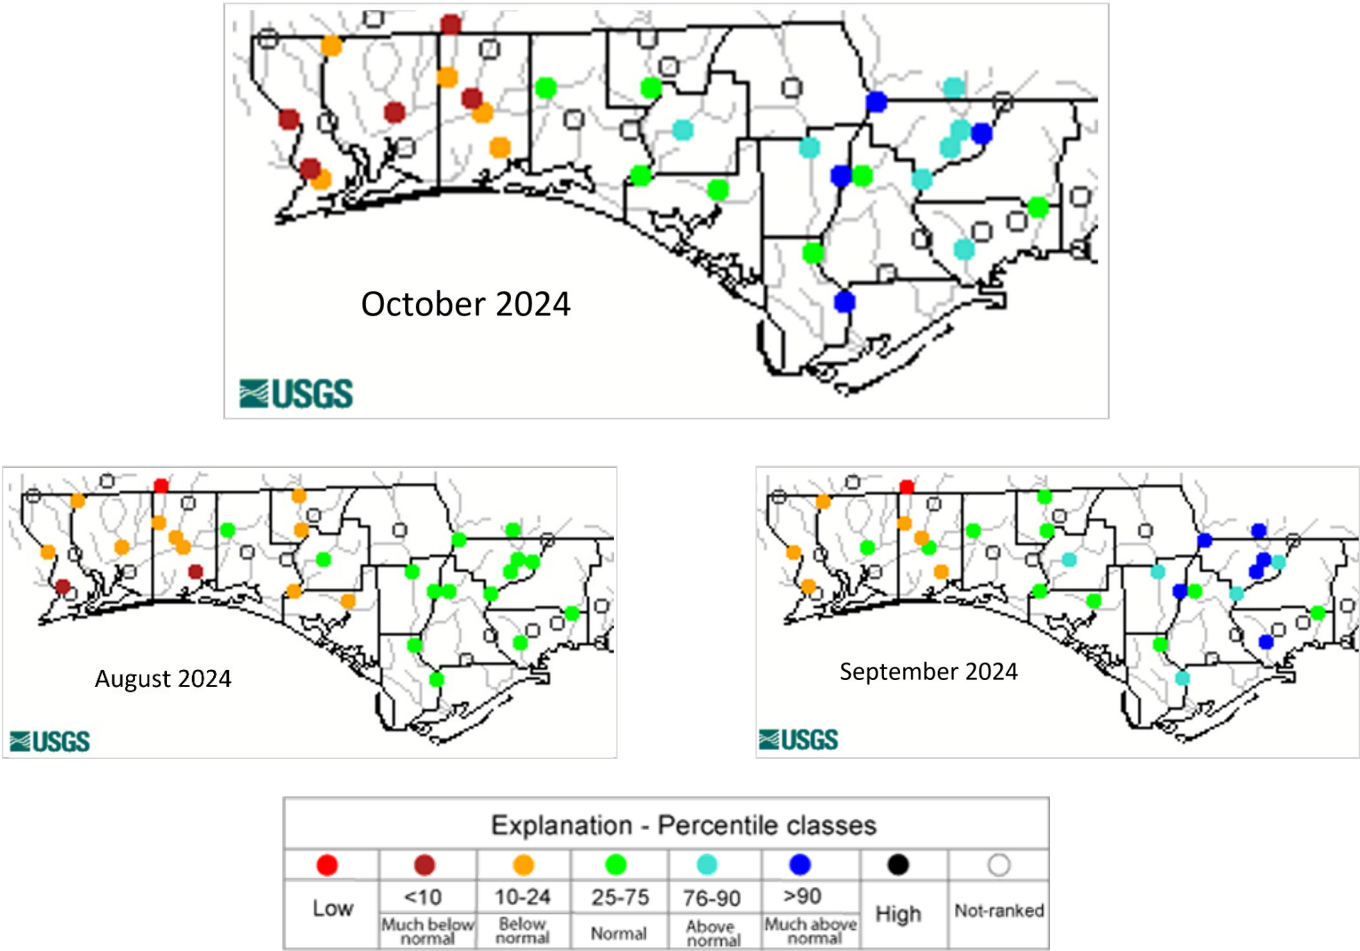 October 2024
USGS
August 2024
USGS
September 2024
USGS
Explanation - Percentile classes
Low
<10
Much below
normal
10-24
Below
normal
25-75
Normal
76-90
Above
normal
>90
Much above
normal
High
Not-ranked